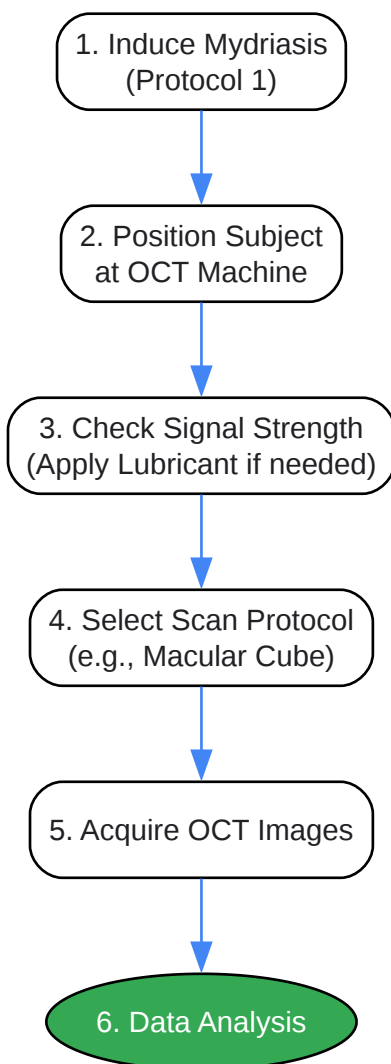 1. Induce Mydriasis
(Protocol 1)
2. Position Subject
at OCT Machine
3. Check Signal Strength
(Apply Lubricant if needed)
4. Select Scan Protocol
(e.g., Macular Cube)
5. Acquire OCT Images
6. Data Analysis